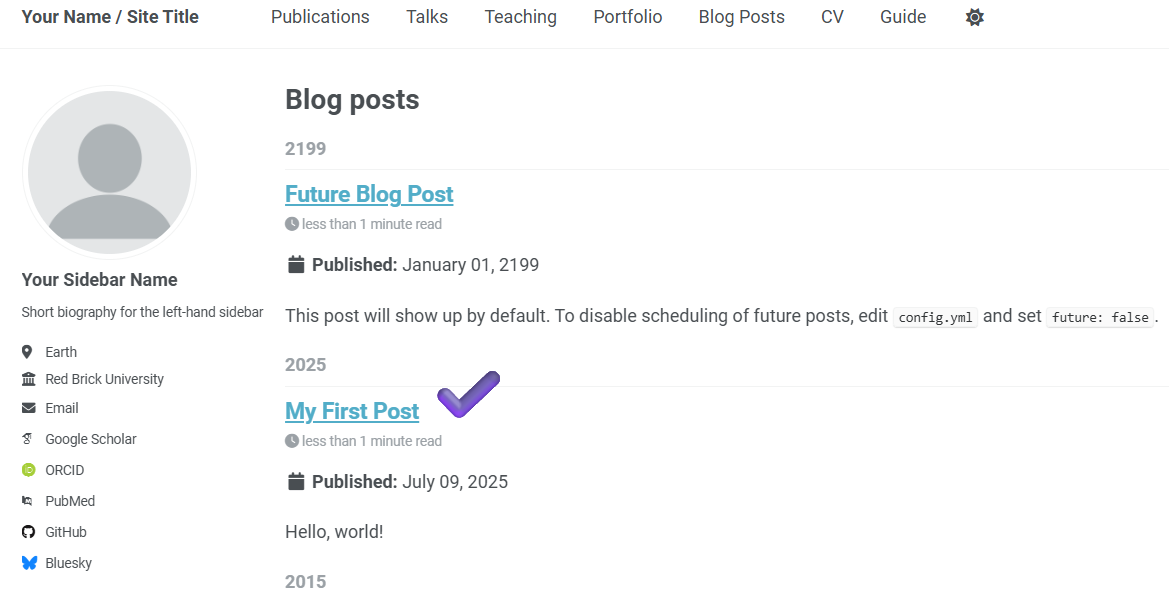 Your Name / Site Title
Publications Talks Teaching Portfolio Blog Posts CV Guide
Your Sidebar Name
Short biography for the left-hand sidebar
Earth
Red Brick University
Email
Google Scholar
ORCID
PubMed
GitHub
Bluesky
Blog posts
2199
Future Blog Post
less than 1 minute read
Published: January 01, 2199
This post will show up by default. To disable scheduling of future posts, edit config.yml and set future: false.
2025
My First Post
less than 1 minute read
Published: July 09, 2025
Hello, world!
2015